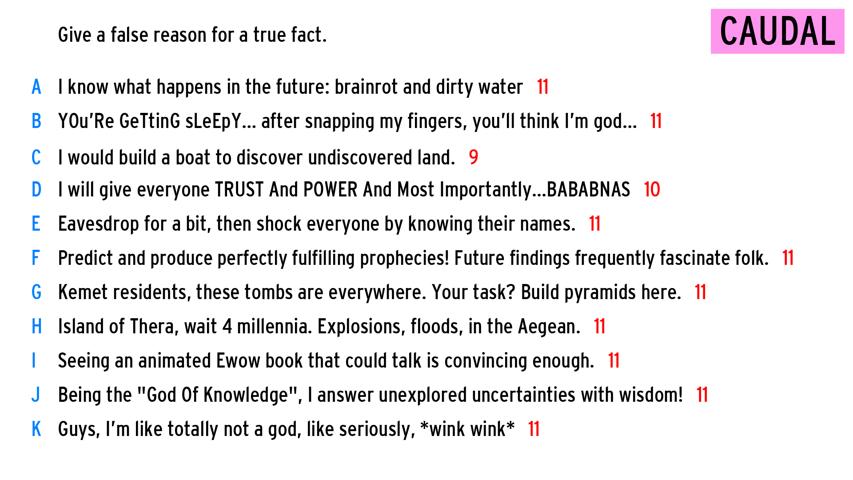 Give a false reason for a true fact.
CAUDAL
A I know what happens in the future: brainrot and dirty water 11
B YOu'Re GeTtinG sLeEpY... after snapping my fingers, you'll think I'm god... 11
C I would build a boat to discover undiscovered land. 9
D I will give everyone TRUST And POWER And Most Importantly...BABABNAS 10
E Eavesdrop for a bit, then shock everyone by knowing their names. 11
F Predict and produce perfectly fulfilling prophecies! Future findings frequently fascinate folk. 11
G Kemet residents, these tombs are everywhere. Your task? Build pyramids here. 11
H Island of Thera, wait 4 millennia. Explosions, floods, in the Aegean. 11
I Seeing an animated Ewow book that could talk is convincing enough. 11
J Being the "God Of Knowledge", I answer unexplored uncertainties with wisdom! 11
K Guys, I'm like totally not a god, like seriously, *wink wink* 11